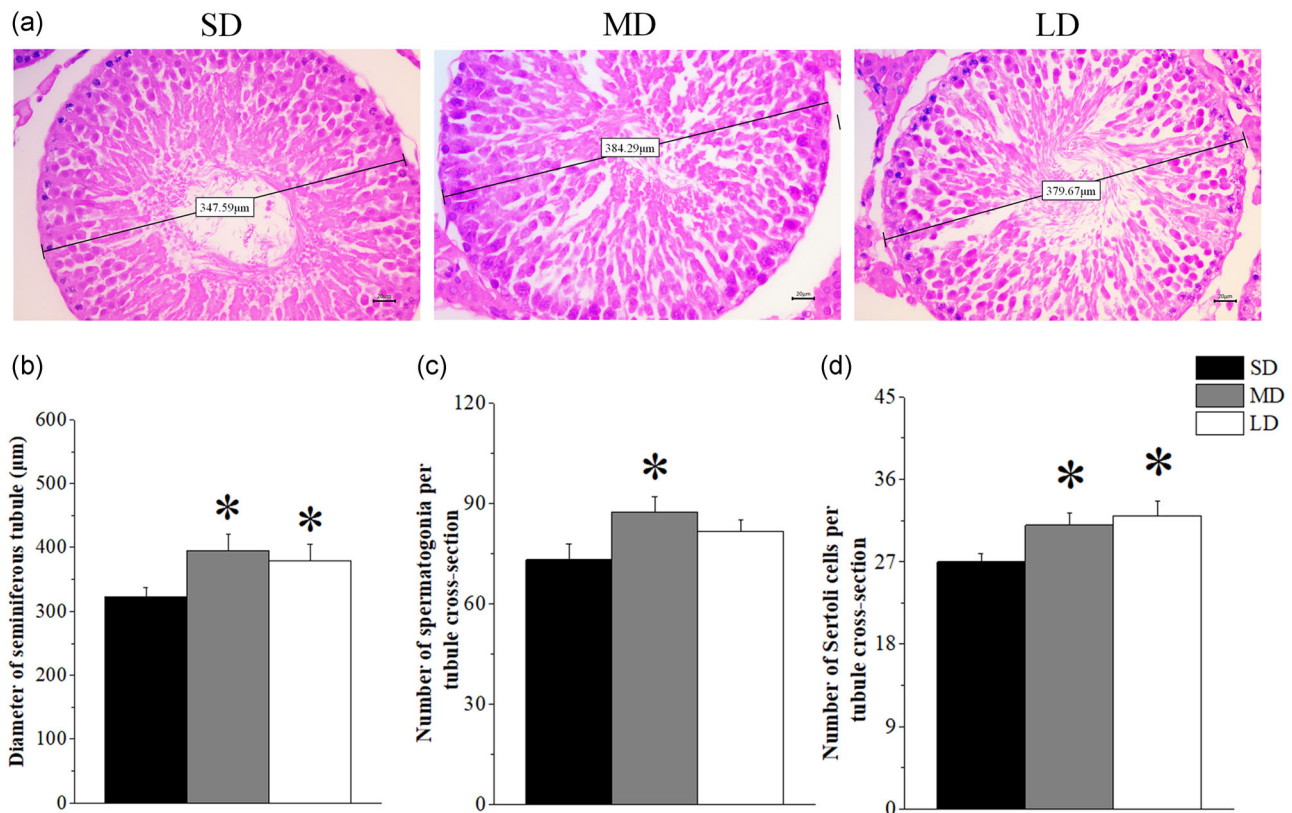 (a)
SD
MD
LD
347.59μm
20μm
384.29μm
20μm
379.67μm
20μm
(b)
Diameter of seminiferous tubule (μm)
600
500
400
300
200
100
0
*
*
(c)
Number of spermatogonia per
tubule cross-section
120
90
60
30
0
*
(d)
Number of Sertoli cells per
tubule cross-section
45
36
27
18
9
0
*
*
SD
MD
LD